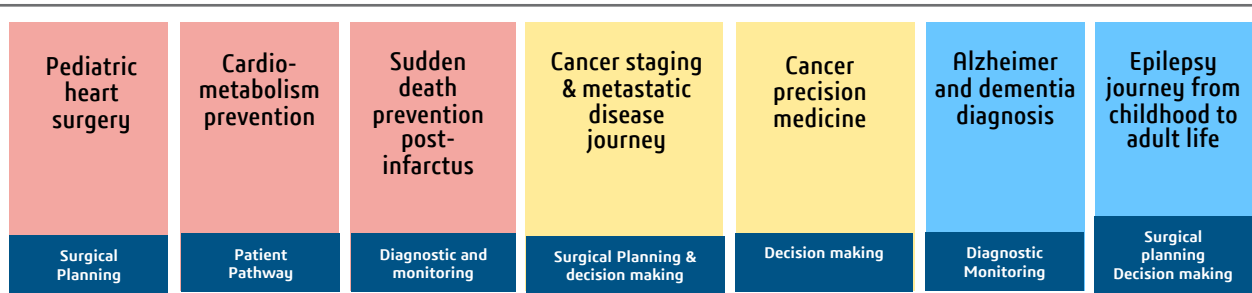 Pediatric
heart
surgery
Surgical
Planning
Cardio-
metabolism
prevention
Patient
Pathway
Sudden
death
prevention
post-
infarctus
Diagnostic and
monitoring
Cancer staging
& metastatic
disease
journey
Surgical Planning &
decision making
Cancer
precision
medicine
Decision making
Alzheimer
and dementia
diagnosis
Diagnostic
Monitoring
Epilepsy
journey from
childhood to
adult life
Surgical
planning
Decision making